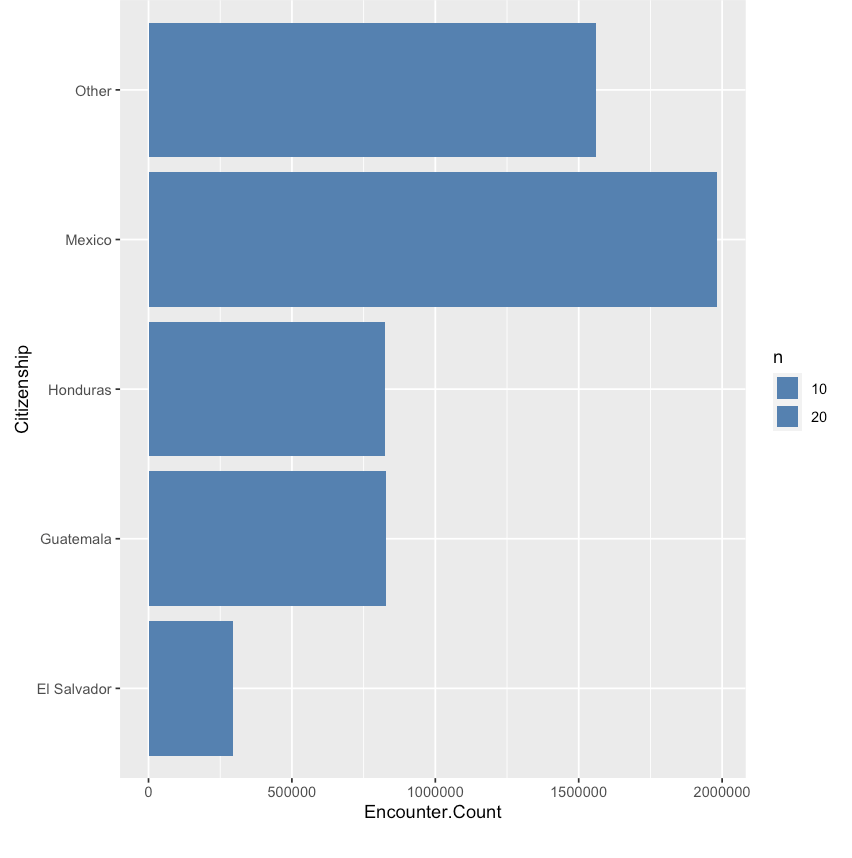 Other
Mexico
Honduras
Guatemala
El Salvador
Citizenship
0 500000 1000000 1500000 2000000
Encounter.Count
n
10
20